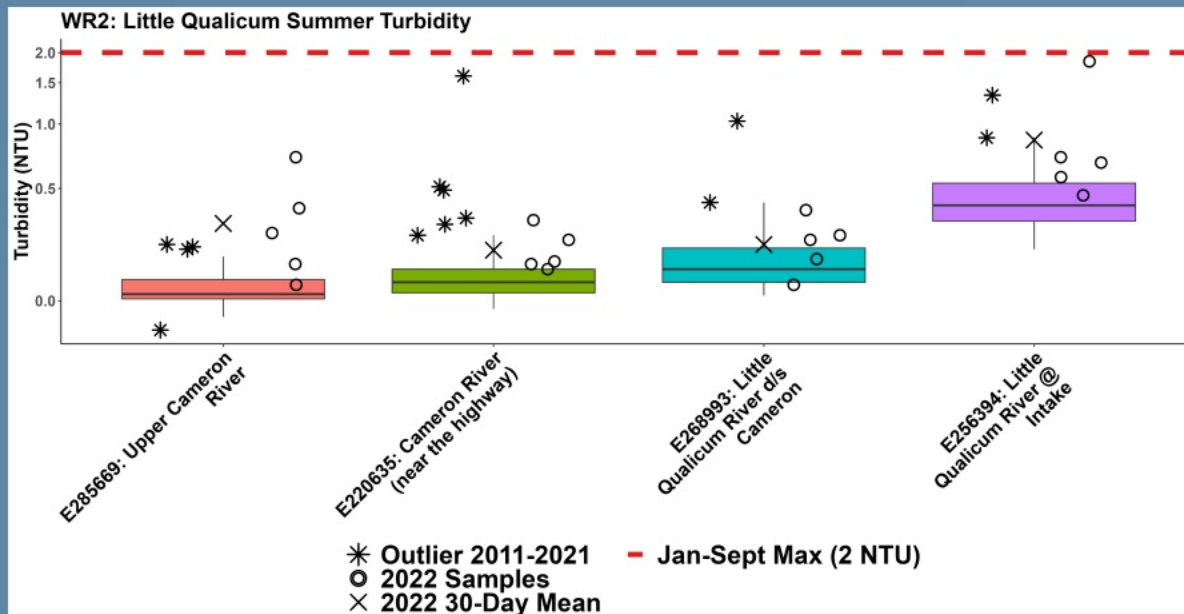 WR2: Little Qualicum Summer Turbidity
Turbidity (NTU)
2.0
1.5
1.0
0.5
0.0
E285669: Upper Cameron
River
E220635: Cameron River
(near the highway)
E268993: Little
Qualicum River d/s
Cameron
E256394: Little
Qualicum River @
Intake
Outlier 2011-2021
2022 Samples
2022 30-Day Mean
Jan-Sept Max (2 NTU)